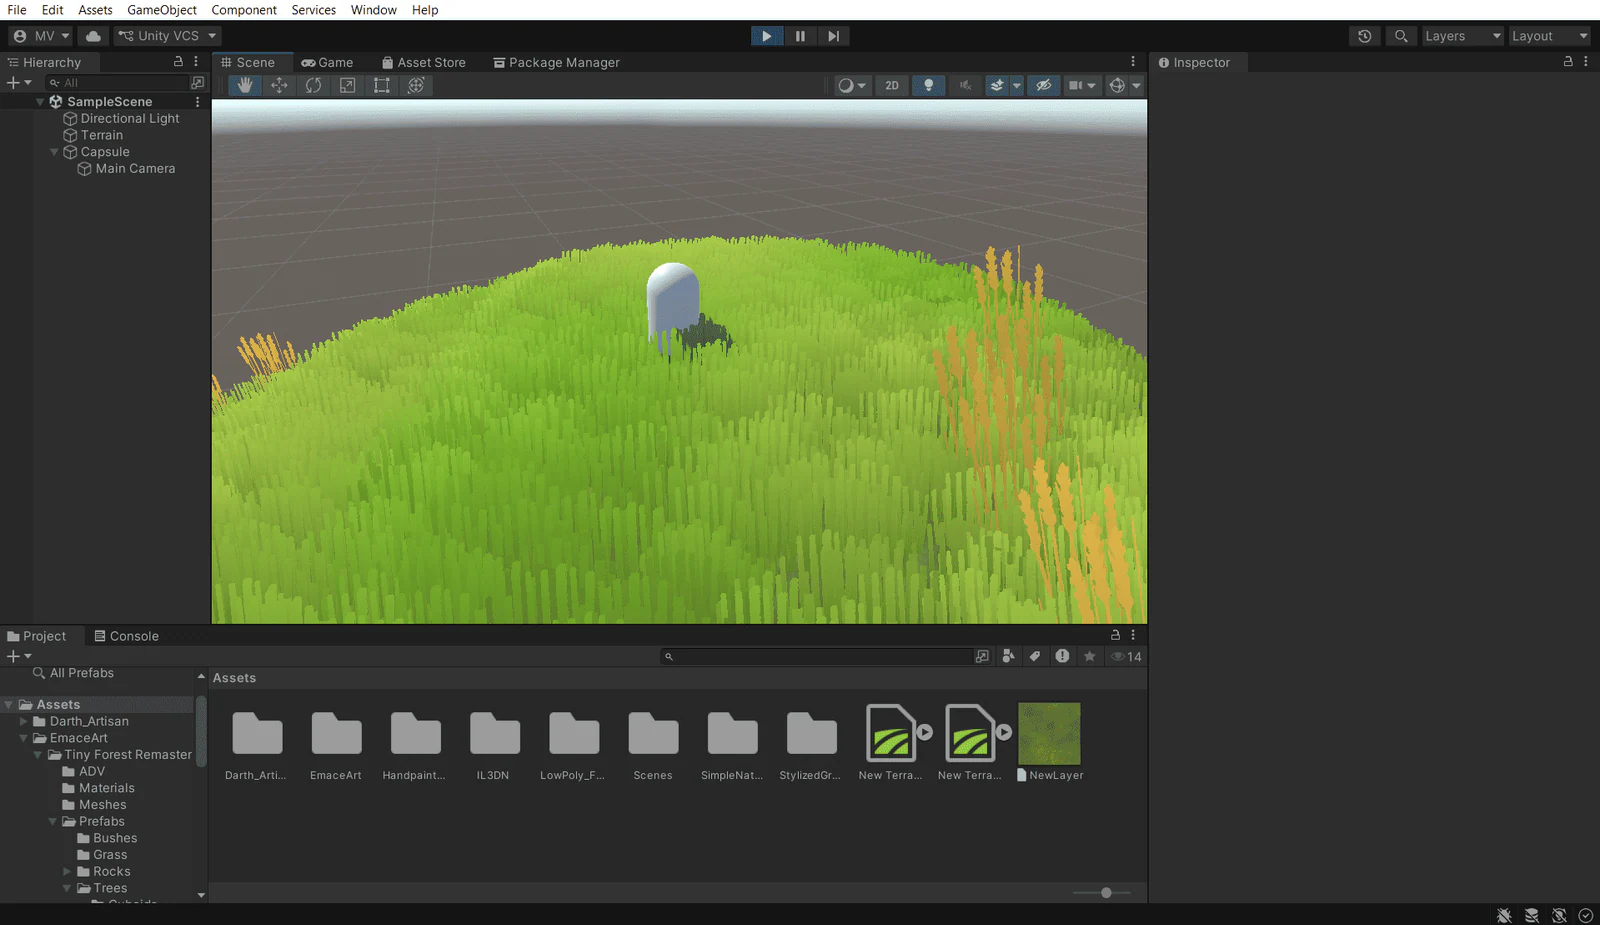 File Edit Assets GameObject Component Services Window Help
MV Unity VCS Layers Layout
Hierarchy
All
SampleScene
Directional Light
Terrain
Capsule
Main Camera
Scene Game Asset Store Package Manager
2D
Inspector
Project Console
14
All Prefabs
Assets
Darth_Artisan
EmaceArt
Tiny Forest Remaster
ADV
Materials
Meshes
Prefabs
Bushes
Grass
Rocks
Trees
Assets
Darth_Arti... EmaceArt Handpaint... IL3DN LowPoly_F... Scenes SimpleNat... StylizedGr... New Terra... New Terra... NewLayer